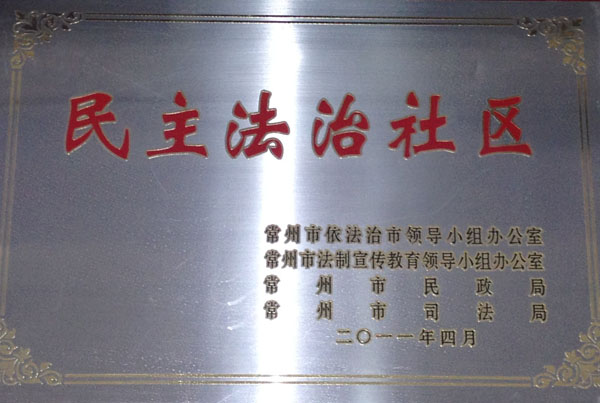 民主法治社区
常州市依法治市领导小组办公室
常州市法制宣传教育领导小组办公室
常州市民政局
常州市司法局
二〇一一年四月